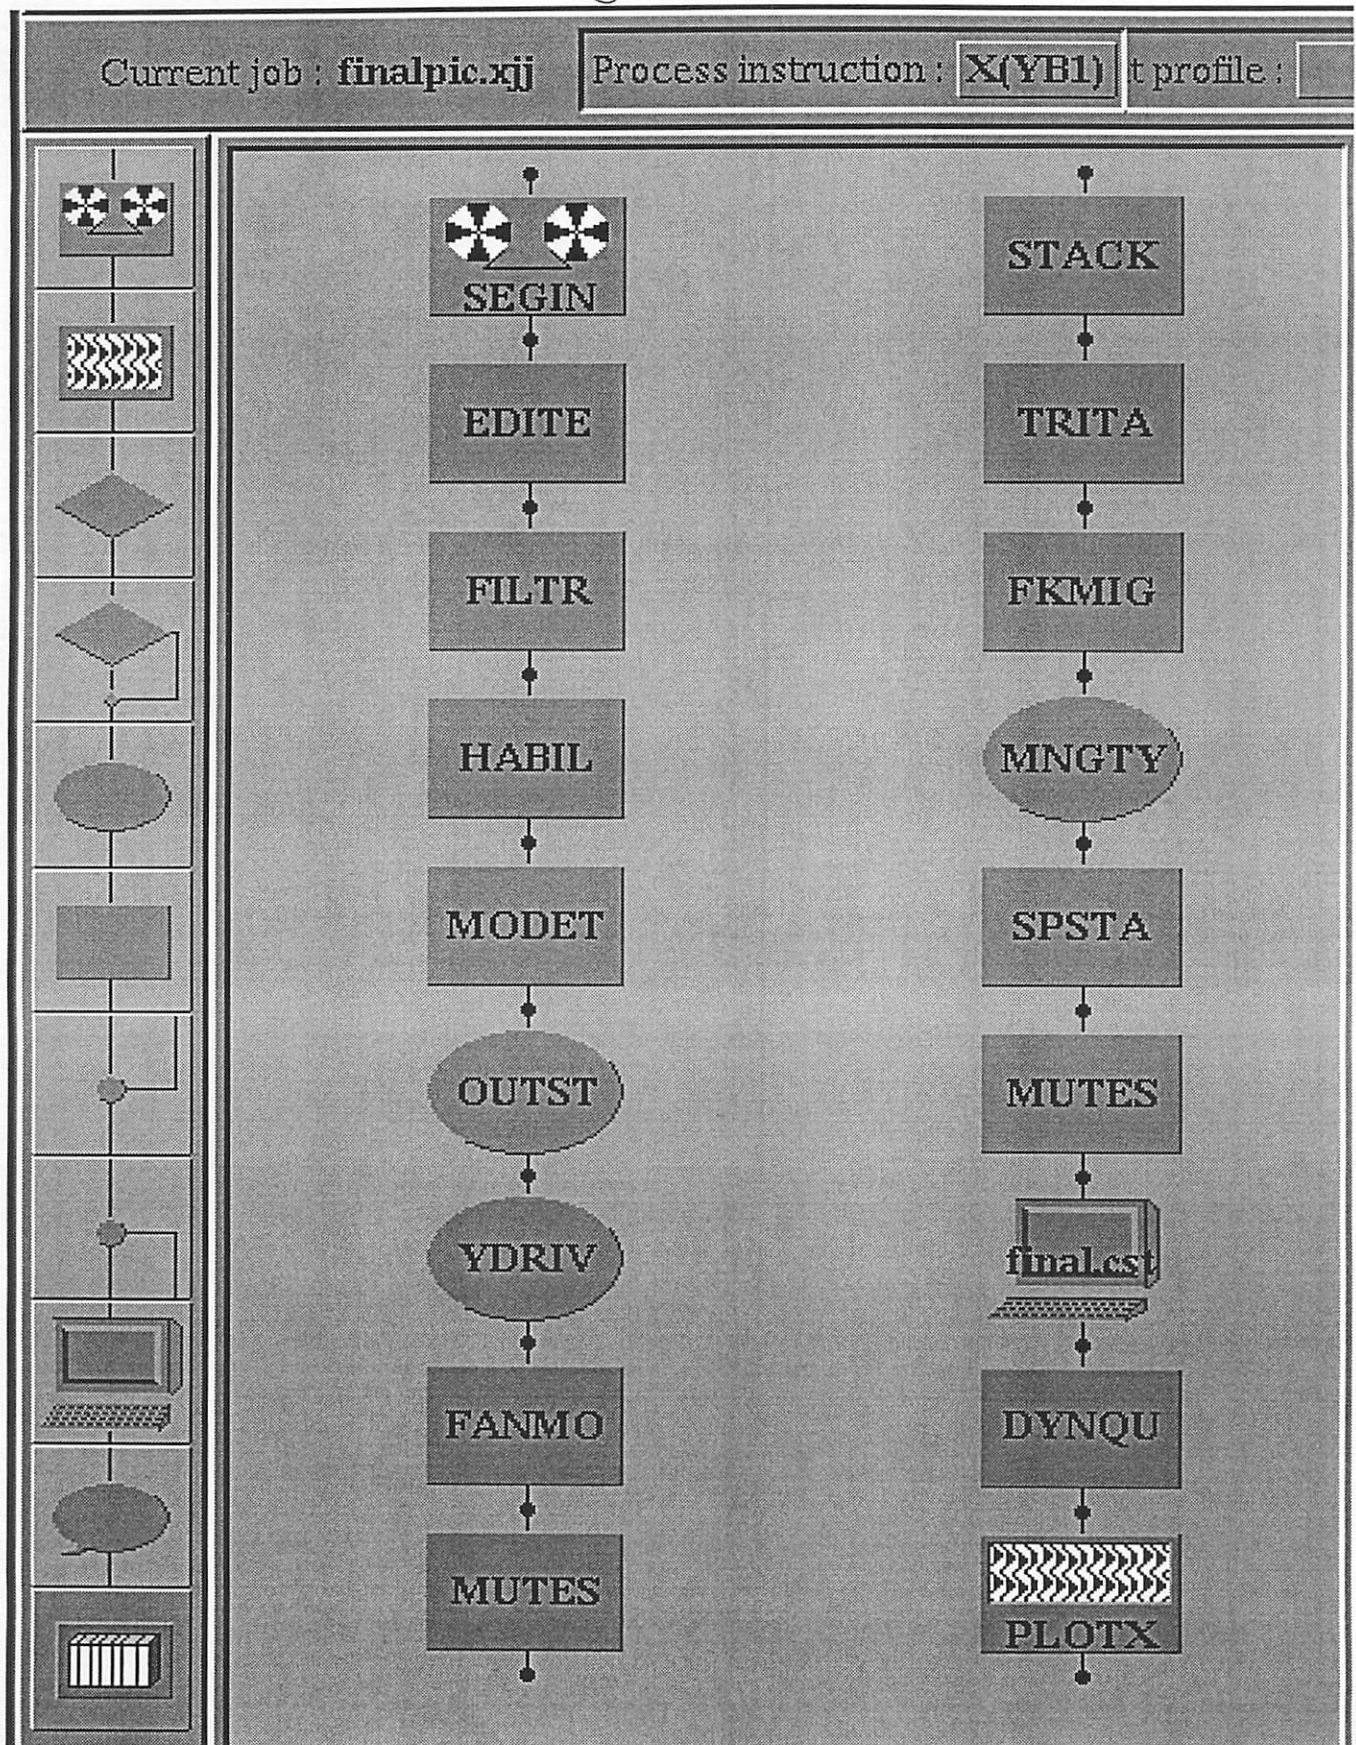 Current job : finalpic.xjj
Process instruction : X(YB1)
t profile :
SEGIN
EDITE
FILTR
HABIL
MODET
OUTST
YDRIV
FANMO
MUTES
STACK
TRITA
FKMIG
MNGTY
SPSTA
MUTES
final.cst
DYNQU
PLOTX